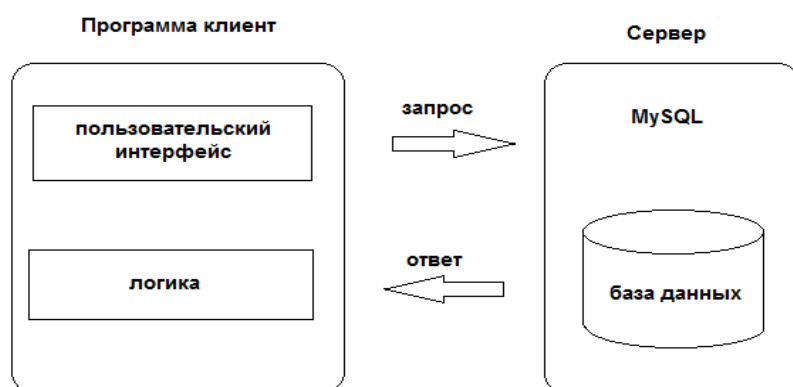 Программа клиент
Сервер
пользовательский
интерфейс
запрос
MySQL
логика
ответ
база данных